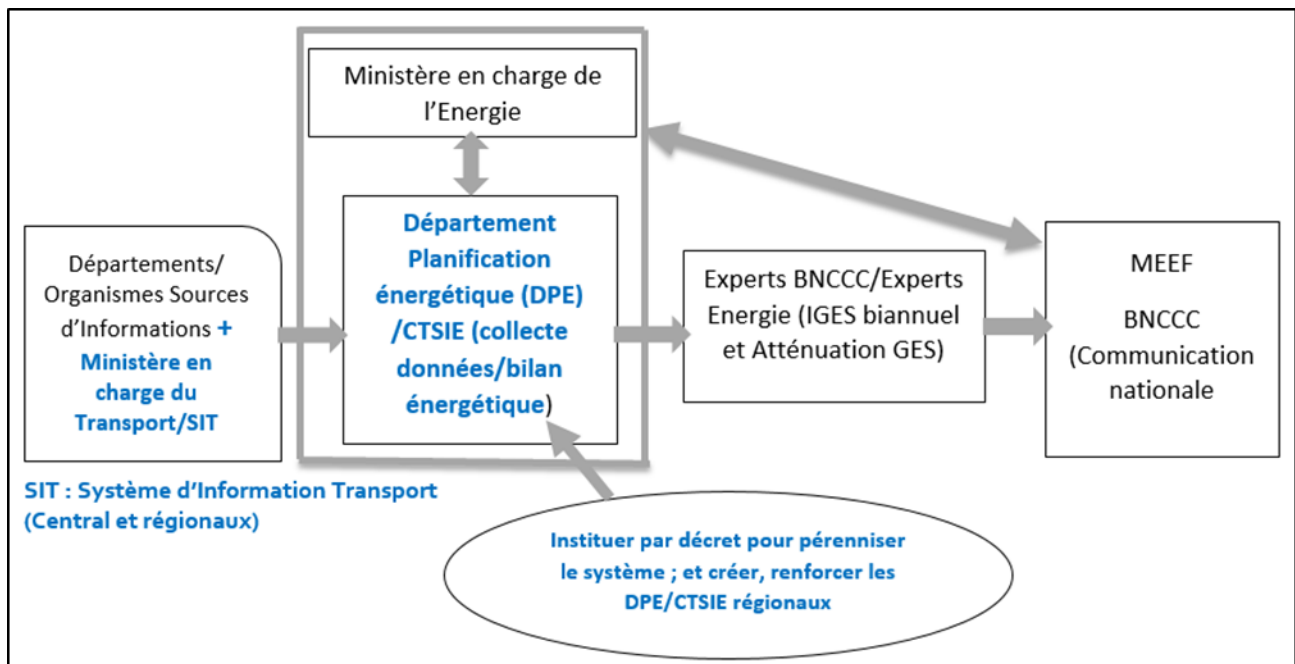 Ministère en charge de
l’Energie
Départements/
Organismes Sources
d’Informations +
Ministère en
charge du
Transport/SIT
SIT : Système d’Information Transport
(Central et régionaux)
Département
Planification
énergétique (DPE)
/CTSIE (collecte
données/bilan
énergétique)
Experts BNCCC/Experts
Energie (IGES biannuel
et Atténuation GES)
MEEF
BNCCC
(Communication
nationale
Instituer par décret pour pérenniser
le système ; et créer, renforcer les
DPE/CTSIE régionaux